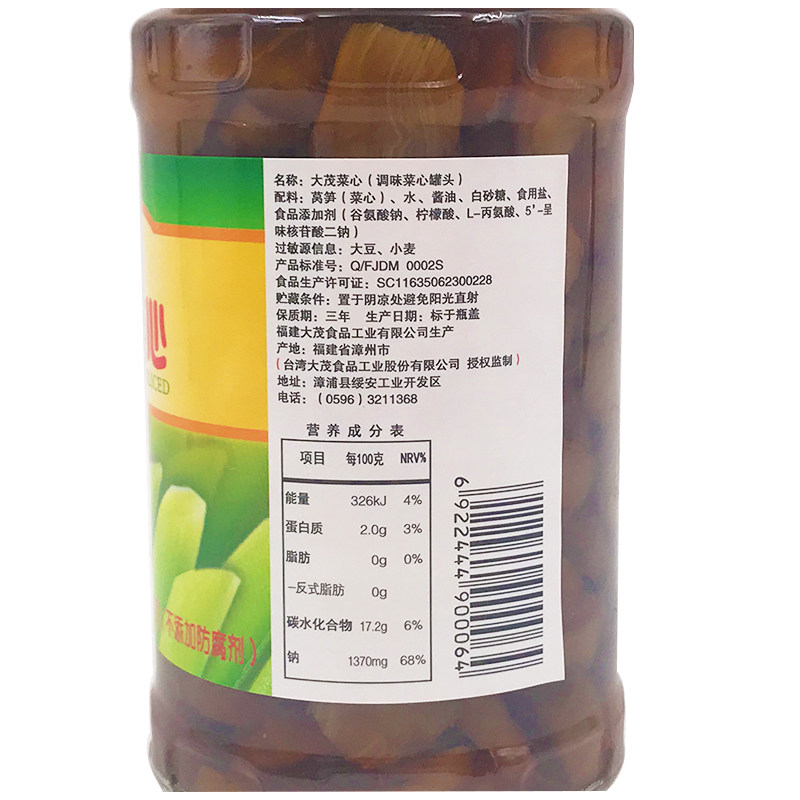 名称：大茂菜心（调味菜心罐头）
配料：莴笋（菜心）、水、酱油、白砂糖、食用盐、
食品添加剂（谷氨酸钠、柠檬酸、L-丙氨酸、5'-呈
味核苷酸二钠）
过敏源信息：大豆、小麦
产品标准号：Q/FJDM 0002S
食品生产许可证：SC11635062300228
贮藏条件：置于阴凉处避免阳光直射
保质期：三年 生产日期：标于瓶盖
福建大茂食品工业有限公司生产
产地：福建省漳州市
（台湾大茂食品工业股份有限公司 授权监制）
地址：漳浦县绥安工业开发区
电话：（0596）3211368
营养成分表
项目 每100克 NRV%
能量 326kJ 4%
蛋白质 2.0g 3%
脂肪 0g 0%
-反式脂肪 0g
碳水化合物 17.2g 6%
钠 1370mg 68%
6922444900064
心
不添加防腐剂）